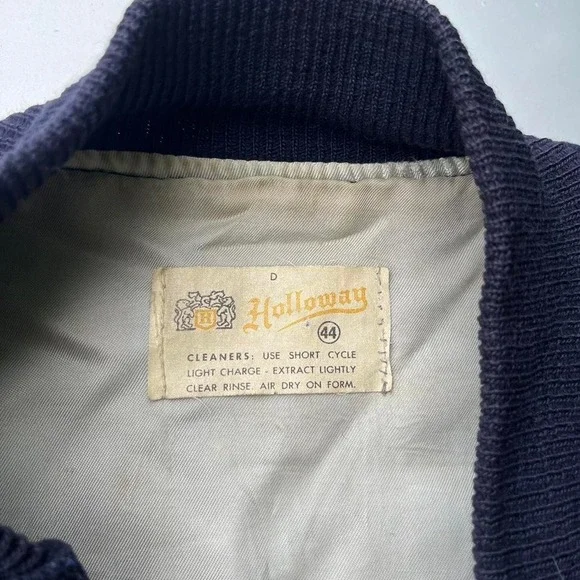 D
H
Holloway
44
CLEANERS: USE SHORT CYCLE
LIGHT CHARGE - EXTRACT LIGHTLY
CLEAR RINSE. AIR DRY ON FORM.